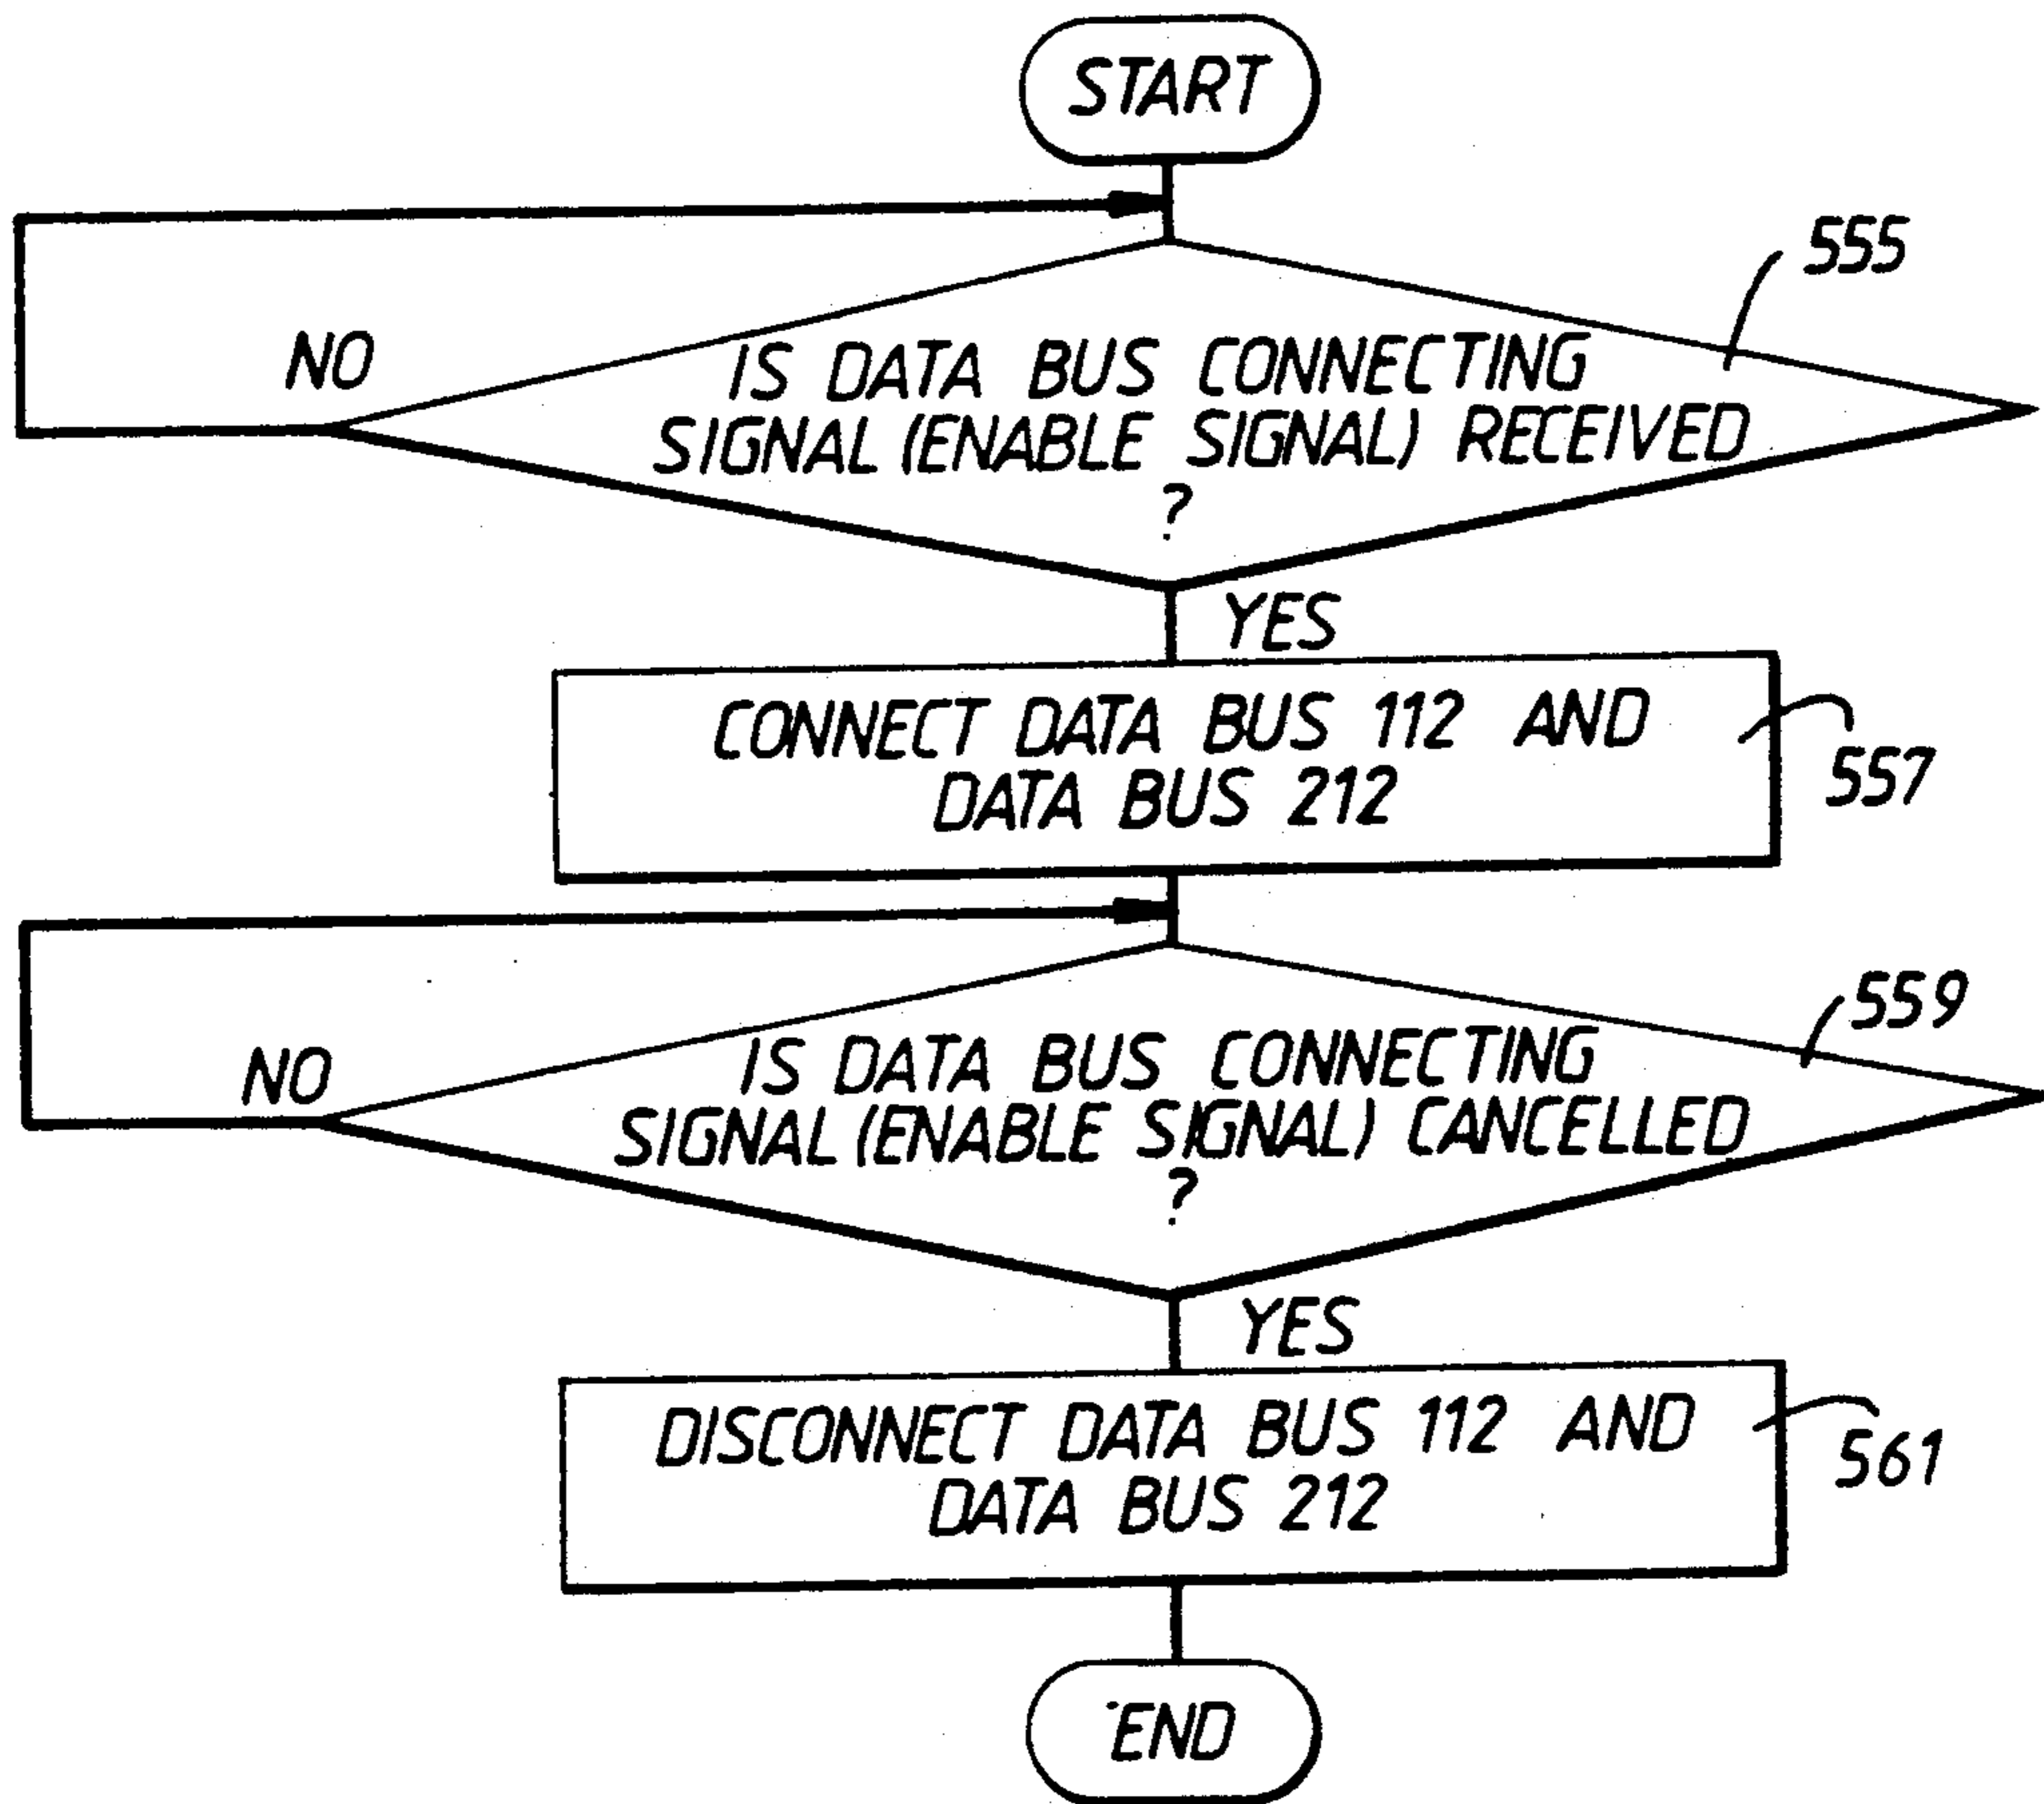 START
555
NO
IS DATA BUS CONNECTING
SIGNAL (ENABLE SIGNAL) RECEIVED
?
YES
CONNECT DATA BUS 112 AND
DATA BUS 212
557
559
NO
IS DATA BUS CONNECTING
SIGNAL (ENABLE SIGNAL) CANCELLED
?
YES
DISCONNECT DATA BUS 112 AND
DATA BUS 212
561
END